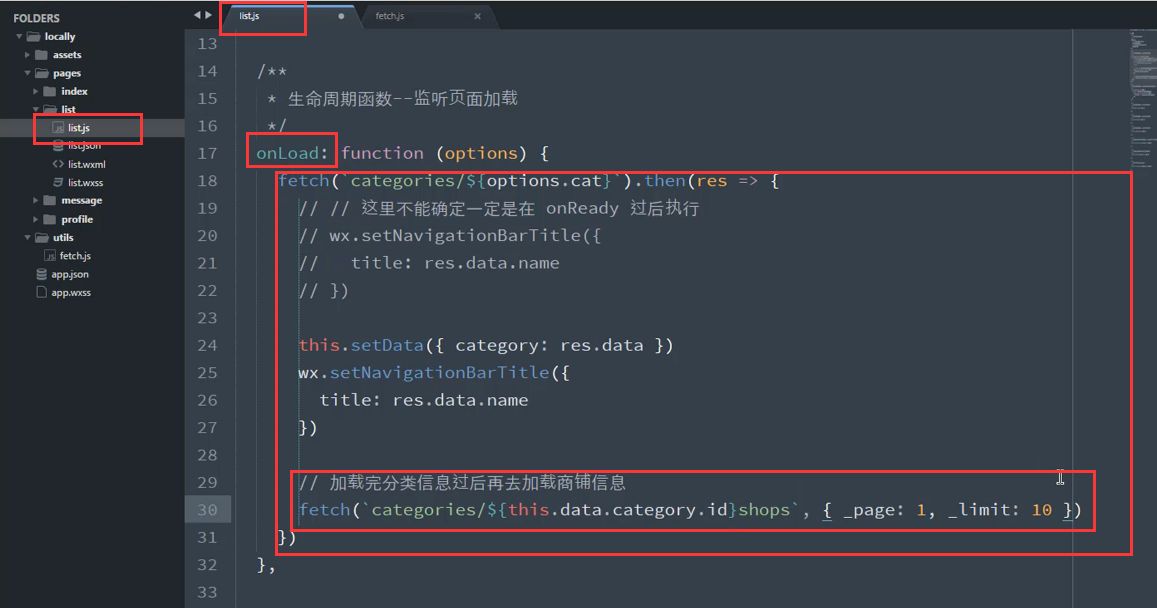 FOLDERS
locally
assets
pages
index
list
list.js
list.json
list.wxml
list.wxss
message
profile
utils
fetch.js
app.json
app.wxss
list.js
fetch.js
13
14 /**
15 * 生命周期函数--监听页面加载
16 */
17 onLoad: function (options) {
18 fetch(`categories/${options.cat}`).then(res => {
19 // // 这里不能确定一定是在 onReady 过后执行
20 // wx.setNavigationBarTitle({
21 // title: res.data.name
22 // })
23
24 this.setData({ category: res.data })
25 wx.setNavigationBarTitle({
26 title: res.data.name
27 })
28
29 // 加载完分类信息过后再去加载商铺信息
30 fetch(`categories/${this.data.category.id}shops`, { _page: 1, _limit: 10 })
31 })
32 },
33